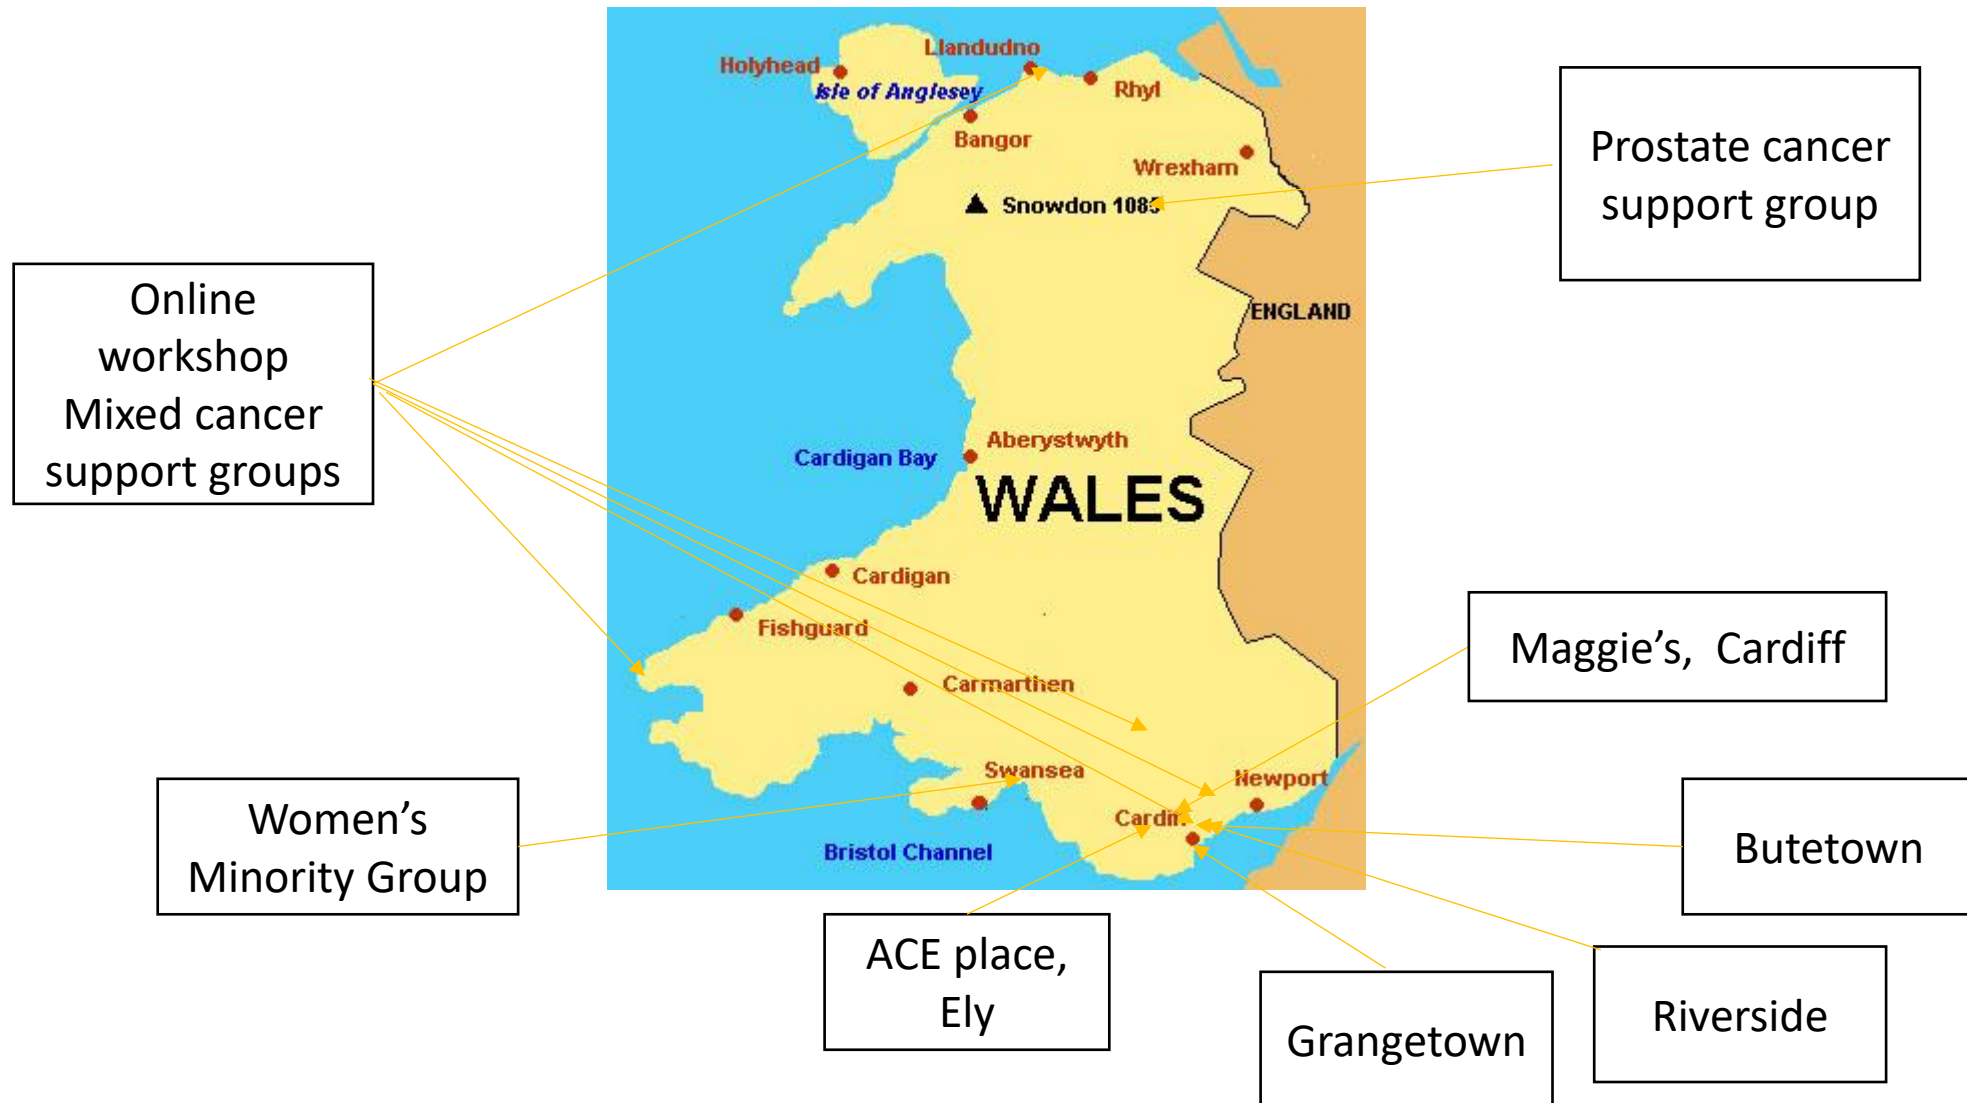 Llandudno
Holyhead
Isle of Anglesey
Rhyl
Bangor
Wrexham
Snowdon 1085
ENGLAND
Prostate cancer
support group
Online
workshop
Mixed cancer
support groups
Aberystwyth
Cardigan Bay
WALES
Cardigan
Fishguard
Carmarthen
Maggie's, Cardiff
Swansea
Newport
Cardiff
Bristol Channel
Women's
Minority Group
Butetown
ACE place,
Ely
Grangetown
Riverside